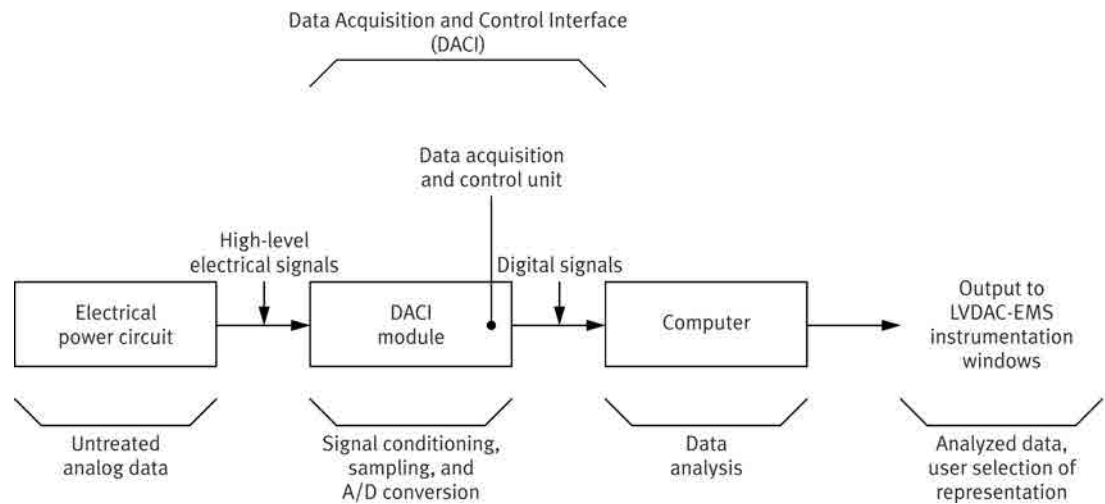 Data Acquisition and Control Interface
(DACI)
Data acquisition
and control unit
High-level
electrical signals
Digital signals
Electrical
power circuit
DACI
module
Computer
Output to
LVDAC-EMS
instrumentation
windows
Untreated
analog data
Signal conditioning,
sampling, and
A/D conversion
Data
analysis
Analyzed data,
user selection of
representation